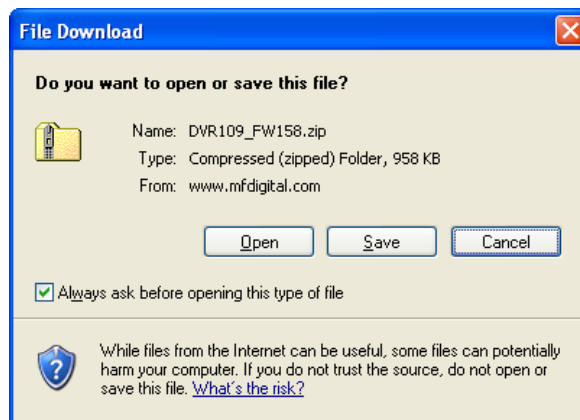 File Download
Do you want to open or save this file?
Name: DVR109_FW158.zip
Type: Compressed (zipped) Folder, 958 KB
From: www.mfdigital.com
Open Save Cancel
Always ask before opening this type of file
While files from the Internet can be useful, some files can potentially
harm your computer. If you do not trust the source, do not open or
save this file. What's the risk?